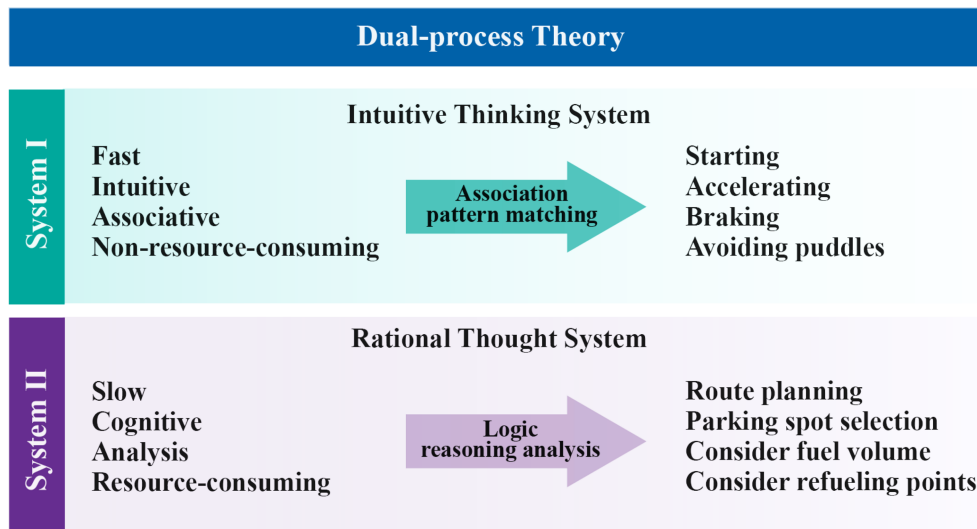 Dual-process Theory
System I
Intuitive Thinking System
Fast
Intuitive
Associative
Non-resource-consuming
Association
pattern matching
Starting
Accelerating
Braking
Avoiding puddles
System II
Rational Thought System
Slow
Cognitive
Analysis
Resource-consuming
Logic
reasoning analysis
Route planning
Parking spot selection
Consider fuel volume
Consider refueling points